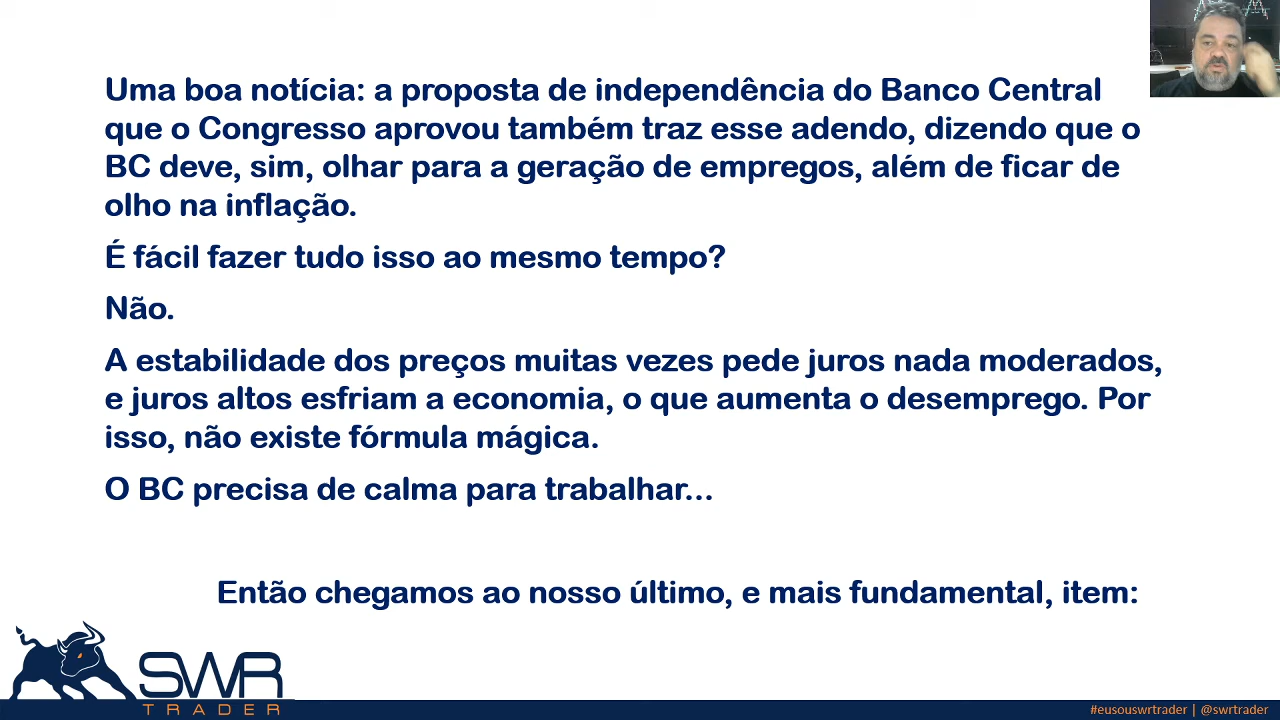 Uma boa notícia: a proposta de independência do Banco Central
que o Congresso aprovou também traz esse adendo, dizendo que o
BC deve, sim, olhar para a geração de empregos, além de ficar de
olho na inflação.
É fácil fazer tudo isso ao mesmo tempo?
Não.
A estabilidade dos preços muitas vezes pede juros nada moderados,
e juros altos esfriam a economia, o que aumenta o desemprego. Por
isso, não existe fórmula mágica.
O BC precisa de calma para trabalhar...
Então chegamos ao nosso último, e mais fundamental, item:
SWR
TRADER
#eusouswrtrader | @swrtrader